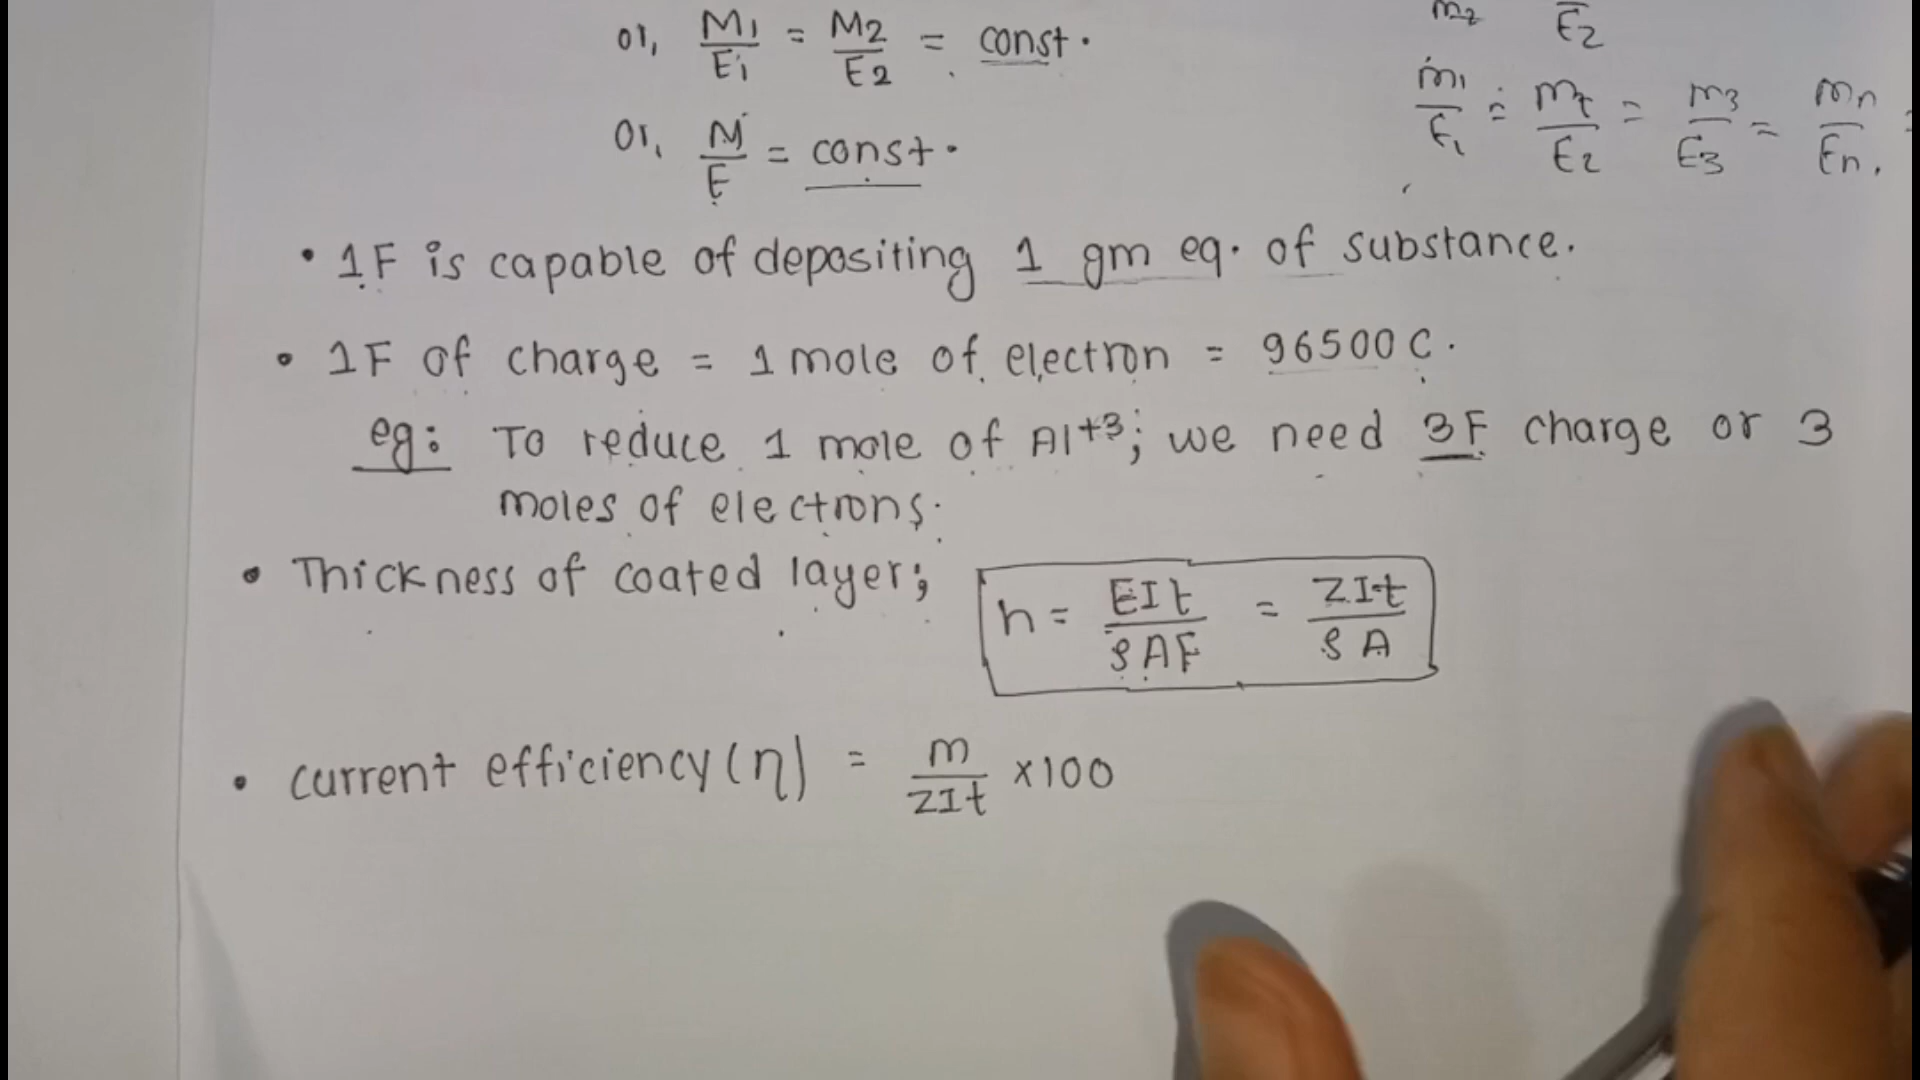 or, M1/E1 = M2/E2 = const.
or, M/E = const.
m2 E2
m1/E1 = m2/E2 = m3/E3 = mn/En.
• 1F is capable of depositing 1 gm eq. of substance.
• 1F of charge = 1 mole of electron = 96500 C.
eg: To reduce 1 mole of Al+3; we need 3F charge or 3
moles of electrons.
• Thickness of coated layer; h = EIt/ρAF = ZIt/ρA
• current efficiency (η) = m/ZIt ×100